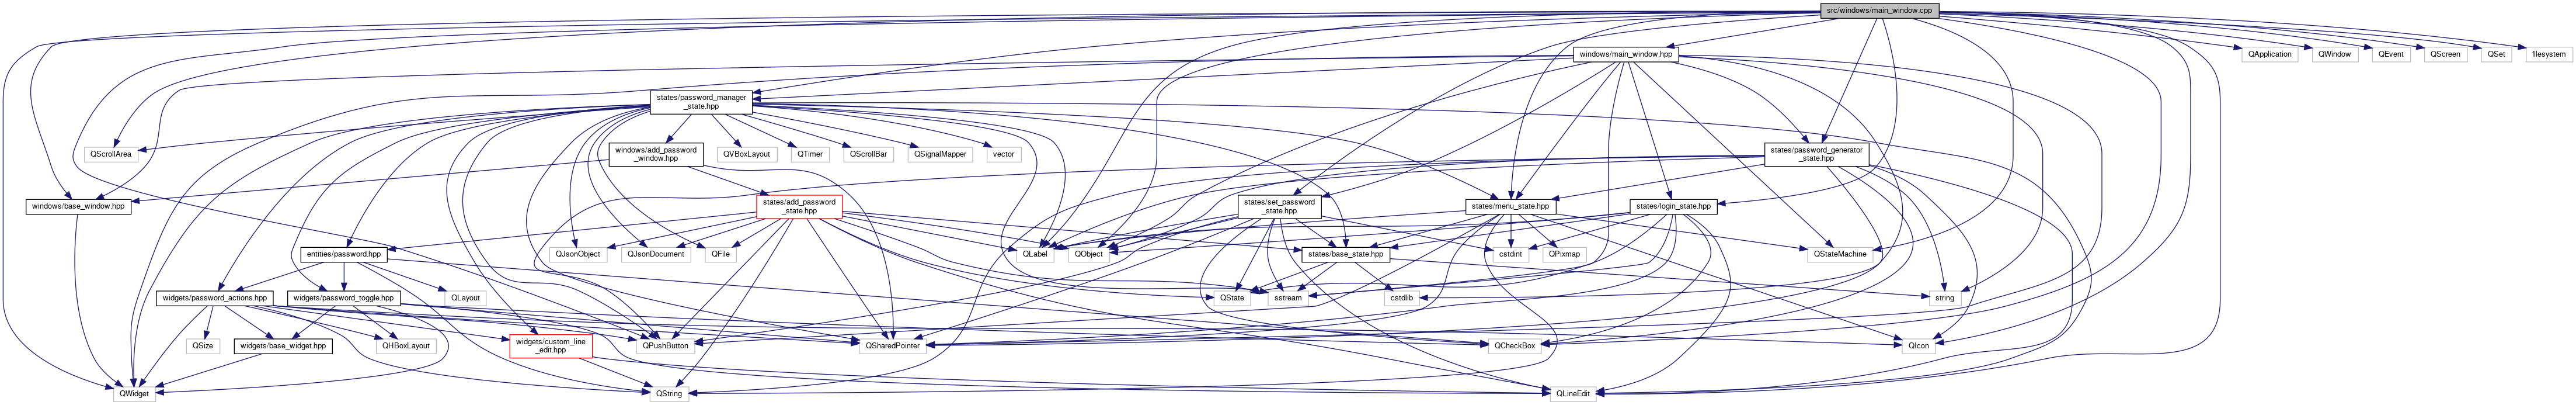 src/windows/main_window.cpp
windows/main_window.hpp
QApplication
QWindow
QEvent
QScreen
QSet
filesystem
states/password_manager
_state.hpp
QScrollArea
windows/add_password
_window.hpp
QVBoxLayout
QTimer
QScrollBar
QSignalMapper
vector
states/password_generator
_state.hpp
windows/base_window.hpp
states/add_password
_state.hpp
states/set_password
_state.hpp
states/menu_state.hpp
states/login_state.hpp
entities/password.hpp
QJsonObject
QJsonDocument
QFile
QLabel
QObject
states/base_state.hpp
cstdint
QPixmap
QStateMachine
widgets/password_actions.hpp
widgets/password_toggle.hpp
QLayout
QState
sstream
cstdlib
string
QSize
widgets/base_widget.hpp
QHBoxLayout
widgets/custom_line
_edit.hpp
QPushButton
QSharedPointer
QCheckBox
QIcon
QWidget
QString
QLineEdit